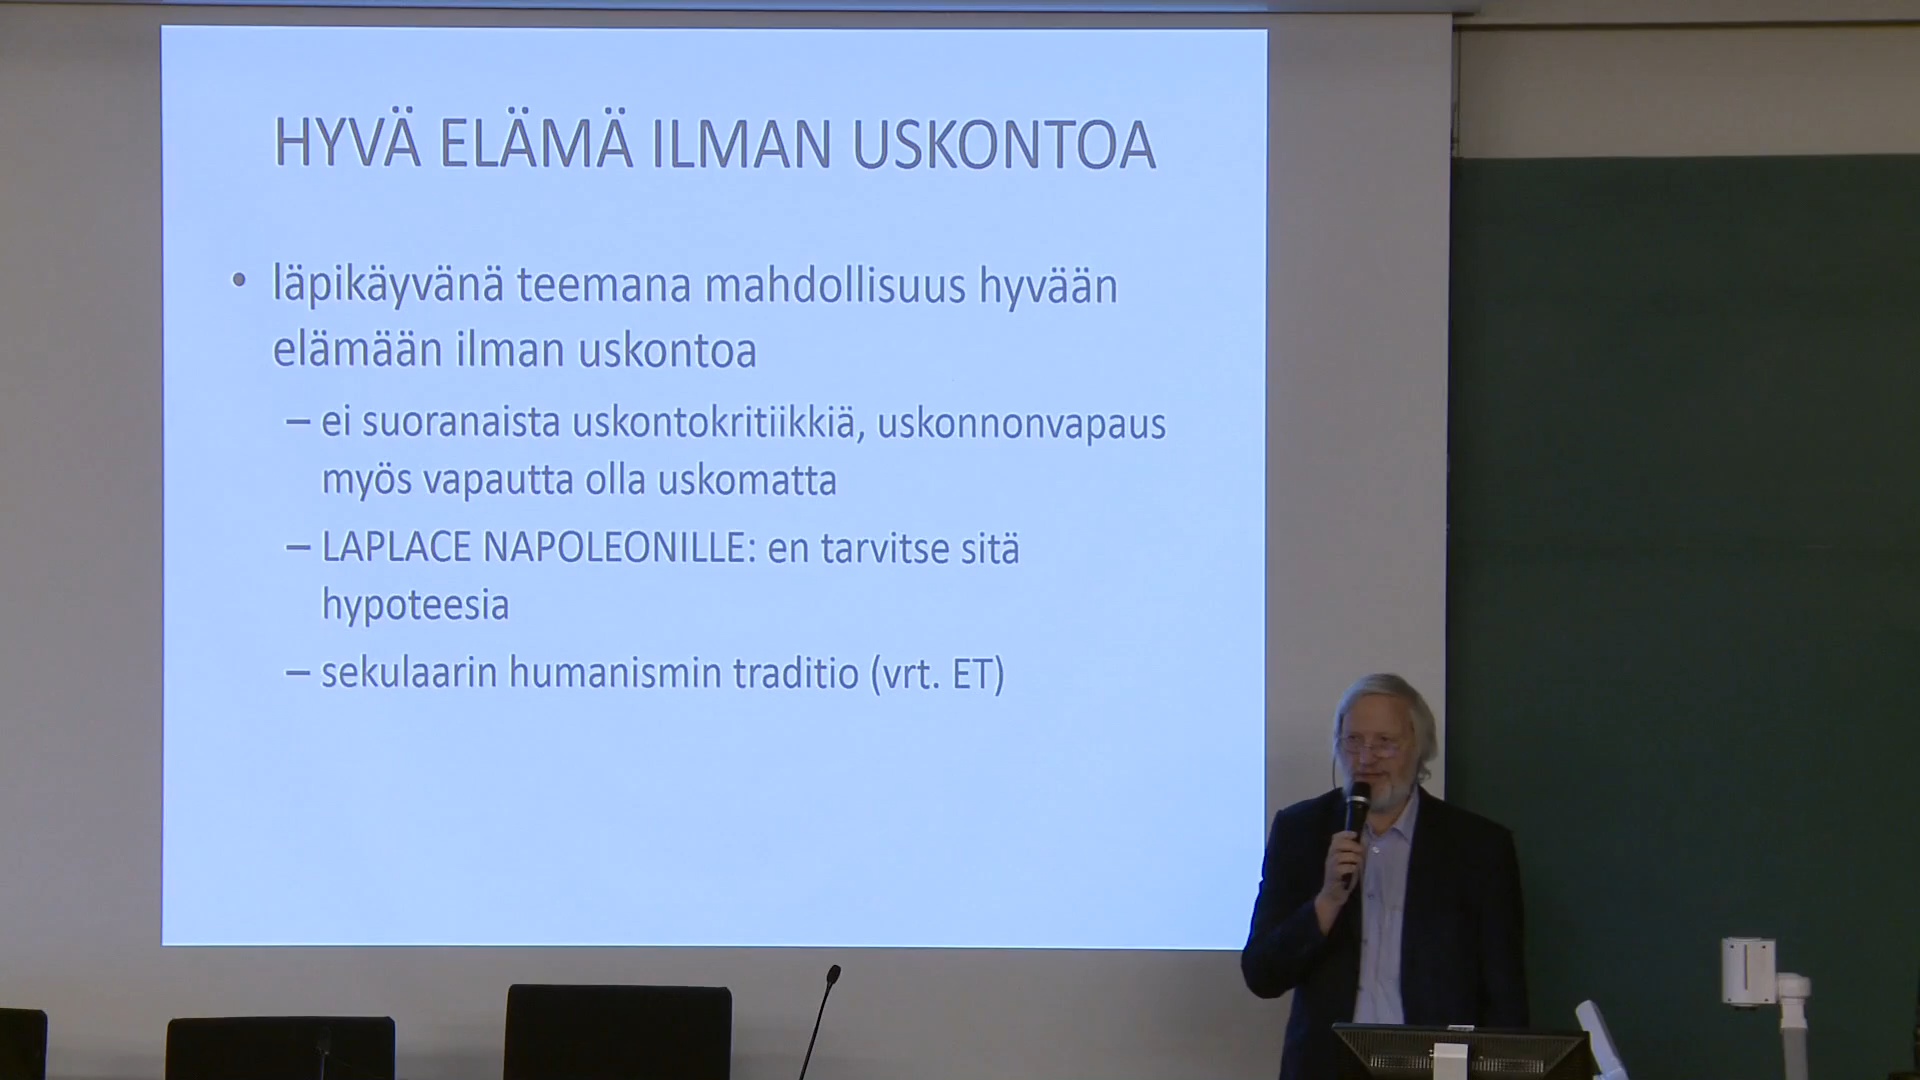 HYVÄ ELÄMÄ ILMAN USKONTOA
• läpikäyvänä teemana mahdollisuus hyvään
elämään ilman uskontoa
– ei suoranaista uskontokritiikkiä, uskonnonvapaus
myös vapautta olla uskomatta
– LAPLACE NAPOLEONILLE: en tarvitse sitä
hypoteesia
– sekulaarin humanismin traditio (vrt. ET)